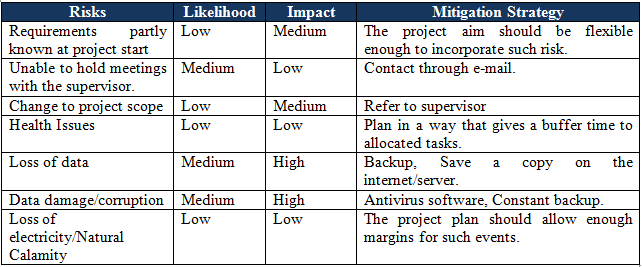 Risks Likelihood Impact Mitigation Strategy
Requirements partly Low Medium The project aim should be flexible
known at project start enough to incorporate such risk.
Unable to hold meetings Medium Low Contact through e-mail.
with the supervisor.
Change to project scope Low Medium Refer to supervisor
Health Issues Low Low Plan in a way that gives a buffer time to
allocated tasks.
Loss of data Medium High Backup, Save a copy on the
internet/server.
Data damage/corruption Medium High Antivirus software, Constant backup.
Loss of Low Low The project plan should allow enough
electricity/Natural margins for such events.
Calamity